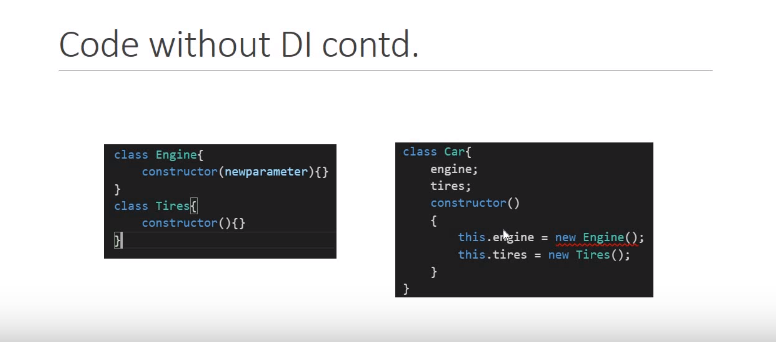 Code without DI contd.
class Engine{
constructor(newparameter){}
}
class Tires{
constructor(){}
}
class Car{
engine;
tires;
constructor()
{
this.engine = new Engine();
this.tires = new Tires();
}
}